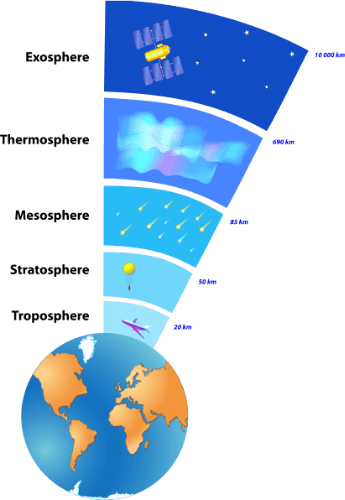 Exosphere
10 000 km
Thermosphere
690 km
Mesosphere
85 km
Stratosphere
50 km
Troposphere
20 km